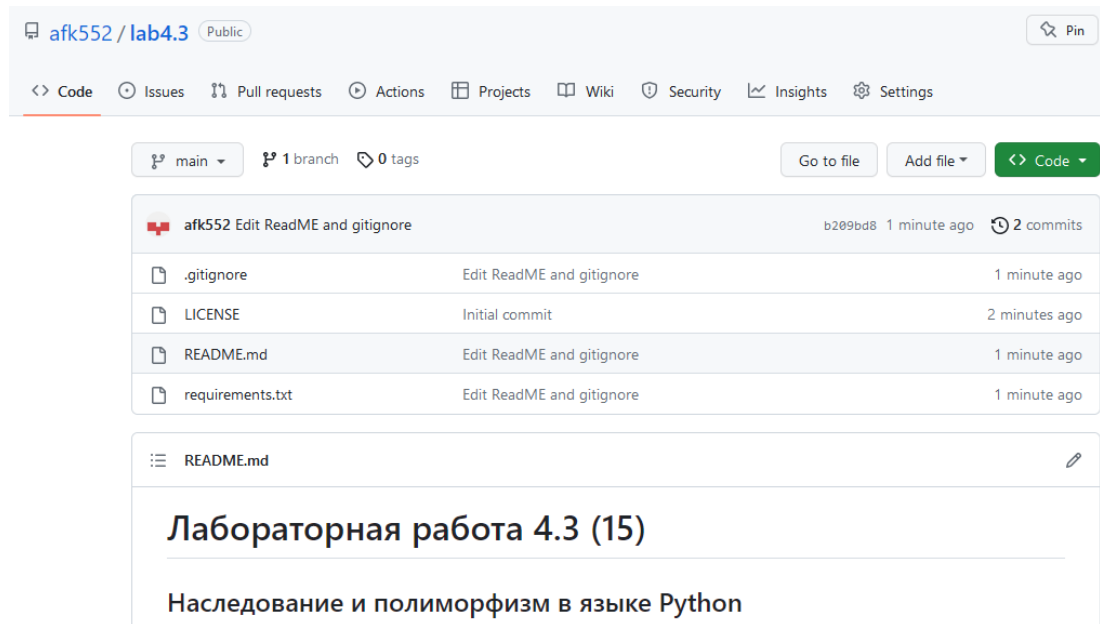 afk552 / lab4.3 Public Pin
Code Issues Pull requests Actions Projects Wiki Security Insights Settings
main 1 branch 0 tags Go to file Add file Code
afk552 Edit ReadME and gitignore b209bd8 1 minute ago 2 commits
.gitignore Edit ReadME and gitignore 1 minute ago
LICENSE Initial commit 2 minutes ago
README.md Edit ReadME and gitignore 1 minute ago
requirements.txt Edit ReadME and gitignore 1 minute ago
README.md
Лабораторная работа 4.3 (15)
Наследование и полиморфизм в языке Python